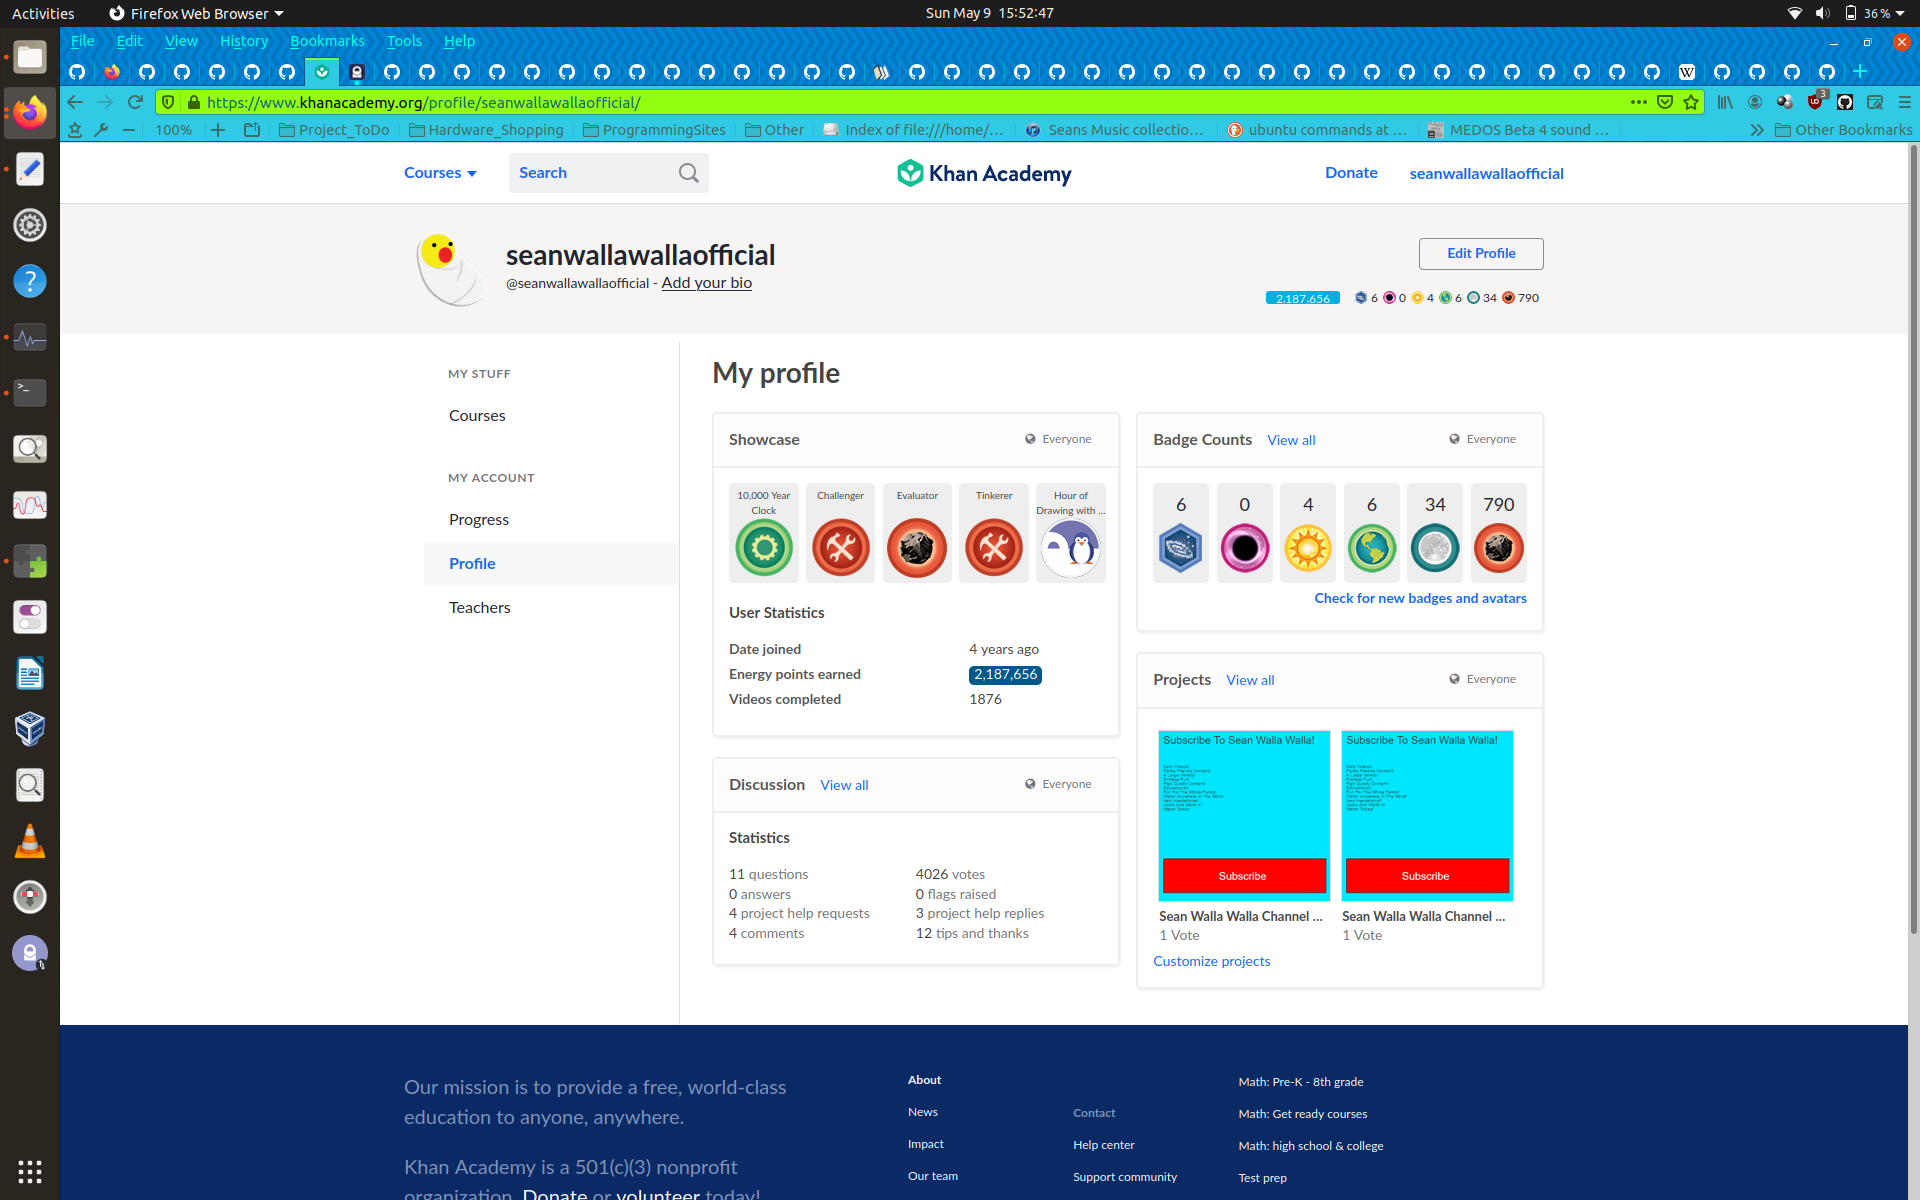 Activities
Firefox Web Browser
Sun May 9 15:52:47
36 %
File Edit View History Bookmarks Tools Help
https://www.khanacademy.org/profile/seanwallawallaofficial/
3
100%
Project_ToDo
Hardware_Shopping
ProgrammingSites
Other
Index of file:///home/...
Seans Music collectio...
ubuntu commands at ...
MEDOS Beta 4 sound ...
Other Bookmarks
Courses
Search
Khan Academy
Donate
seanwallawallaofficial
seanwallawallaofficial
@seanwallawallaofficial - Add your bio
Edit Profile
2,187,656 6 0 4 6 34 790
MY STUFF
Courses
MY ACCOUNT
Progress
Profile
Teachers
My profile
Showcase
Everyone
10,000 Year Clock
Challenger
Evaluator
Tinkerer
Hour of Drawing with ...
User Statistics
Date joined 4 years ago
Energy points earned 2,187,656
Videos completed 1876
Discussion View all
Everyone
Statistics
11 questions 4026 votes
0 answers 0 flags raised
4 project help requests 3 project help replies
4 comments 12 tips and thanks
Badge Counts View all
Everyone
6 0 4 6 34 790
Check for new badges and avatars
Projects View all
Everyone
Subscribe To Sean Walla Walla!
Subscribe
Sean Walla Walla Channel ...
1 Vote
Subscribe To Sean Walla Walla!
Subscribe
Sean Walla Walla Channel ...
1 Vote
Customize projects
Our mission is to provide a free, world-class
education to anyone, anywhere.
Khan Academy is a 501(c)(3) nonprofit
organization. Donate or volunteer today!
About
News
Impact
Our team
Contact
Help center
Support community
Math: Pre-K - 8th grade
Math: Get ready courses
Math: high school & college
Test prep